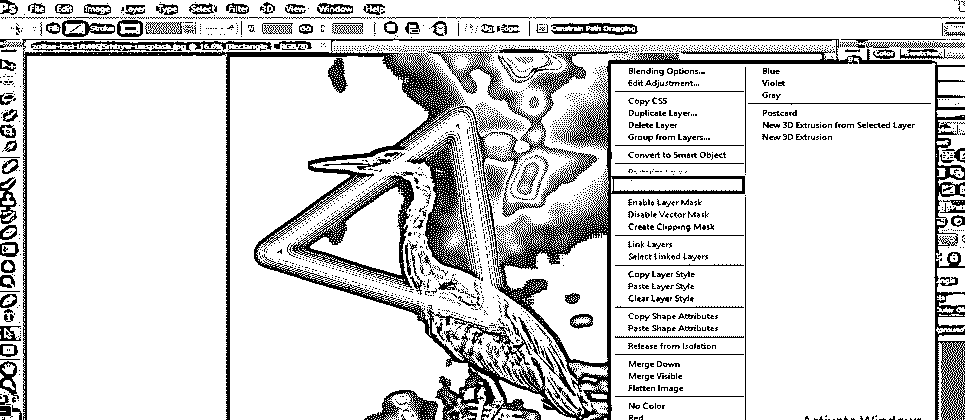 Ps File Edit Image Layer Type Select Filter 3D View Window Help
Fill Stroke Constrain Path Dragging
Blending Options...
Edit Adjustment...
Copy CSS
Duplicate Layer...
Delete Layer
Group from Layers...
Convert to Smart Object
Enable Layer Mask
Disable Vector Mask
Create Clipping Mask
Link Layers
Select Linked Layers
Copy Layer Style
Paste Layer Style
Clear Layer Style
Copy Shape Attributes
Paste Shape Attributes
Release from Isolation
Merge Down
Merge Visible
Flatten Image
No Color
Red
Blue
Violet
Gray
Postcard
New 3D Extrusion from Selected Layer
New 3D Extrusion
Activate Windows